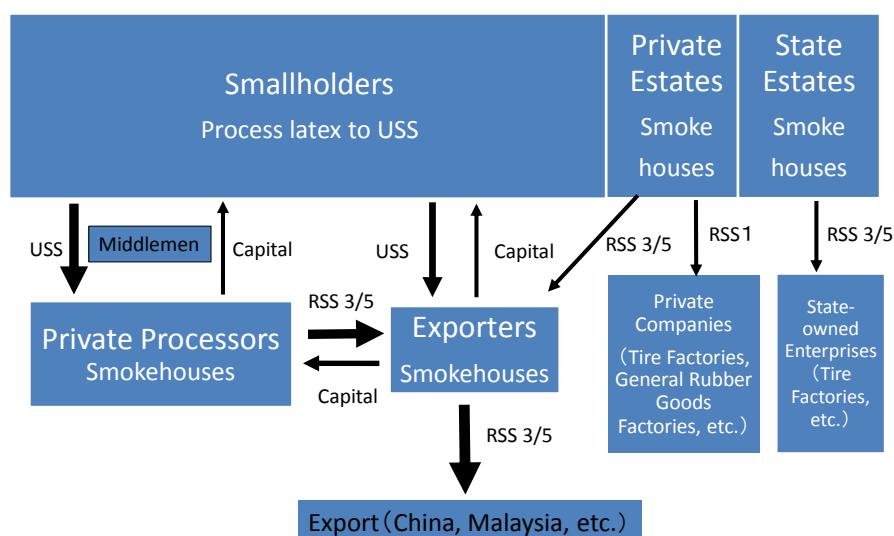 Smallholders
Process latex to USS
Private
Estates
Smoke
houses
State
Estates
Smoke
houses
USS
Middlemen
Capital
USS
Capital
RSS 3/5
RSS1
RSS 3/5
Private Processors
Smokehouses
RSS 3/5
Capital
Exporters
Smokehouses
Private
Companies
（Tire Factories,
General Rubber
Goods
Factories, etc.）
State-
owned
Enterprises
（Tire
Factories,
etc.）
RSS 3/5
Export（China, Malaysia, etc.）